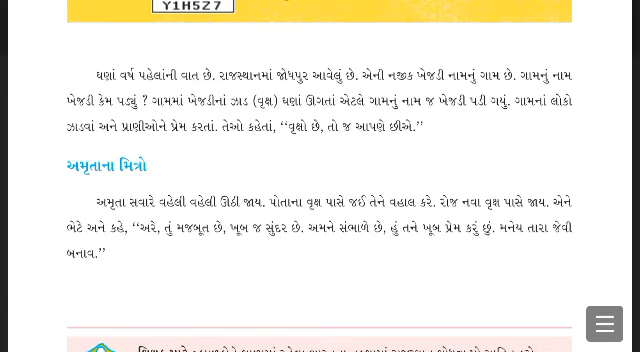 Y1H5Z7
ઘણાં વર્ષ પહેલાંની વાત છે. રાજસ્થાનમાં જોધપુર આવેલું છે. એની નજીક ખેજડી નામનું ગામ છે. ગામનું નામ
ખેજડી કેમ પડ્યું ? ગામમાં ખેજડીનાં ઝાડ (વૃક્ષ) ઘણાં ઊગતાં એટલે ગામનું નામ જ ખેજડી પડી ગયું. ગામનાં લોકો
ઝાડવાં અને પ્રાણીઓને પ્રેમ કરતાં. તેઓ કહેતાં, ‘‘વૃક્ષો છે, તો જ આપણે છીએ.’’
અમૃતાના મિત્રો
અમૃતા સવારે વહેલી વહેલી ઊઠી જાય. પોતાના વૃક્ષ પાસે જઈ તેને વહાલ કરે. રોજ નવા વૃક્ષ પાસે જાય. એને
ભેટે અને કહે, ‘‘અરે, તું મજબૂત છે, ખૂબ જ સુંદર છે. અમને સંભાળે છે, હું તને ખૂબ પ્રેમ કરું છું. મનેય તારા જેવી
બનાવ.’’